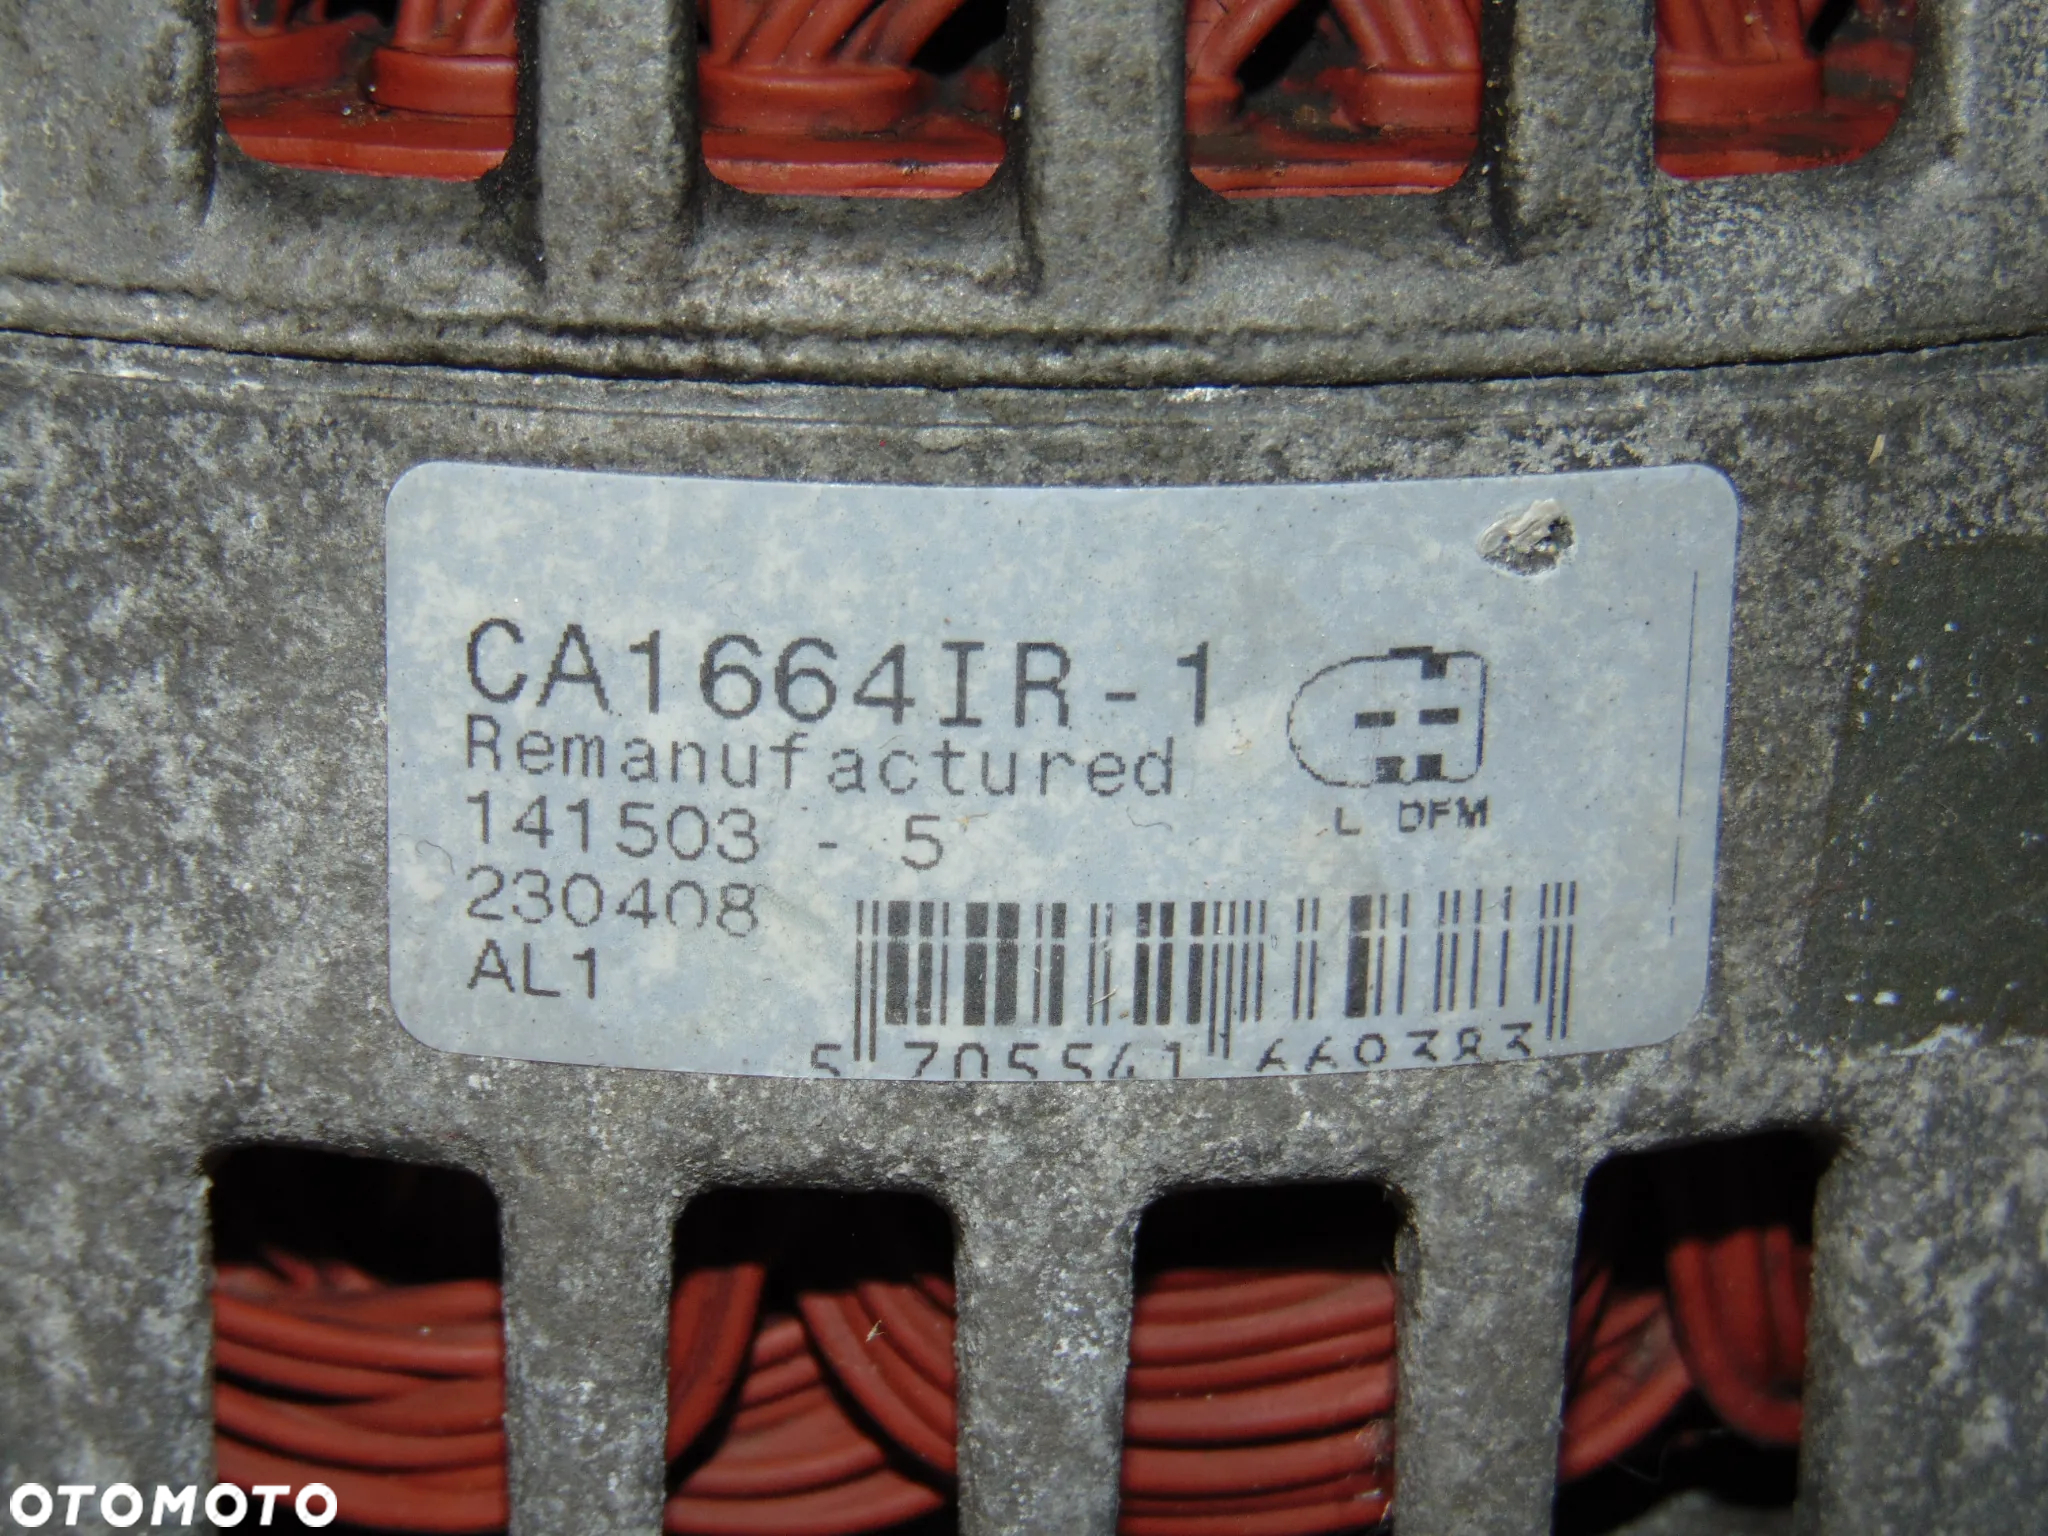 CA1664IR-1
Remanufactured
141503 - 5
230408
AL1
L DFM
5 705541 669383
OTOMOTO